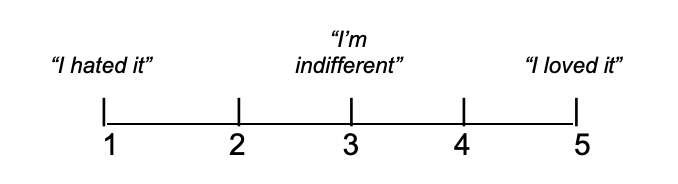 “I’m
“I hated it” indifferent” “I loved it”
1 2 3 4 5